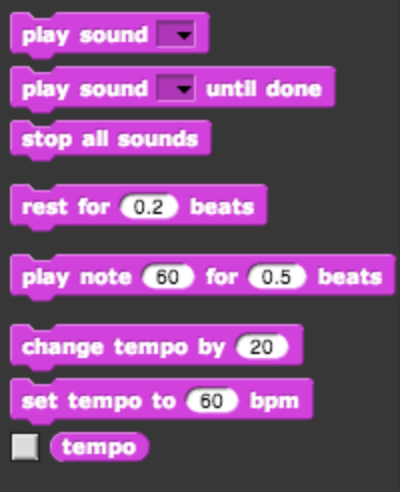 play sound
play sound until done
stop all sounds
rest for 0.2 beats
play note 60 for 0.5 beats
change tempo by 20
set tempo to 60 bpm
tempo